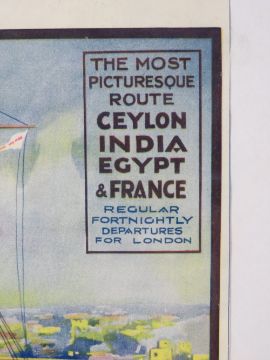 THE MOST
PICTURESQUE
ROUTE
CEYLON
INDIA
EGYPT
& FRANCE
REGULAR
FORTNIGHTLY
DEPARTURES
FOR LONDON